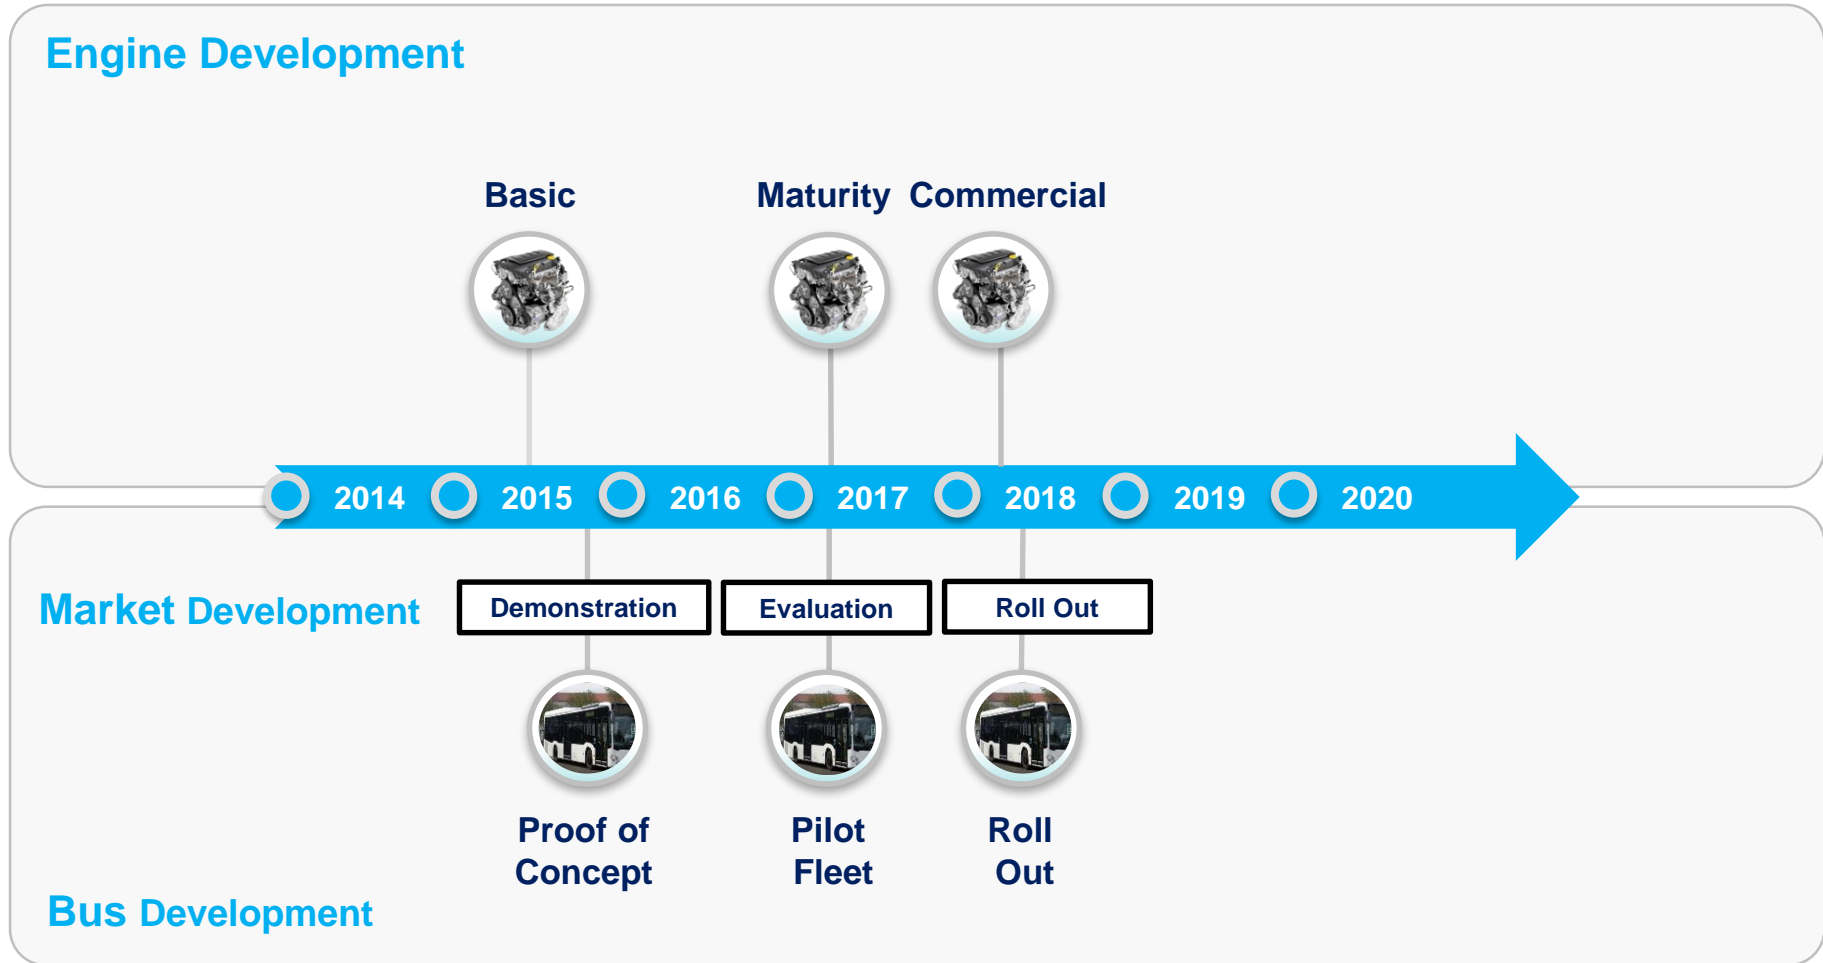 Engine Development
Basic
Maturity
Commercial
2014 2015 2016 2017 2018 2019 2020
Market Development
Demonstration
Evaluation
Roll Out
Proof of
Concept
Pilot
Fleet
Roll
Out
Bus Development